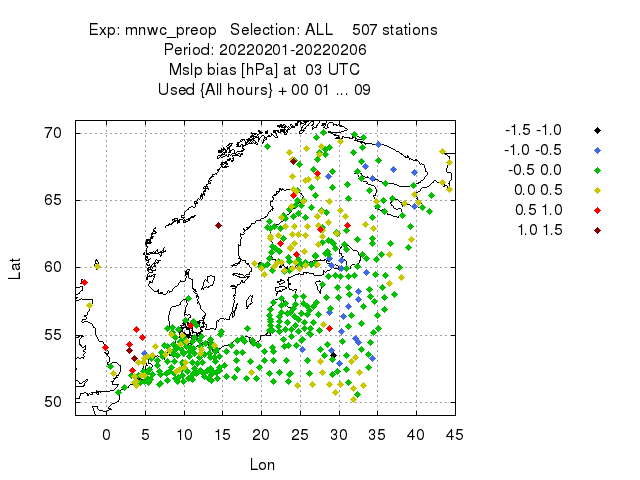 Exp: mnwc_preop Selection: ALL 507 stations
Period: 20220201-20220206
Mslp bias [hPa] at 03 UTC
Used {All hours} + 00 01 ... 09
70
65
60
55
50
Lat
0 5 10 15 20 25 30 35 40 45
Lon
-1.5 -1.0
-1.0 -0.5
-0.5 0.0
0.0 0.5
0.5 1.0
1.0 1.5